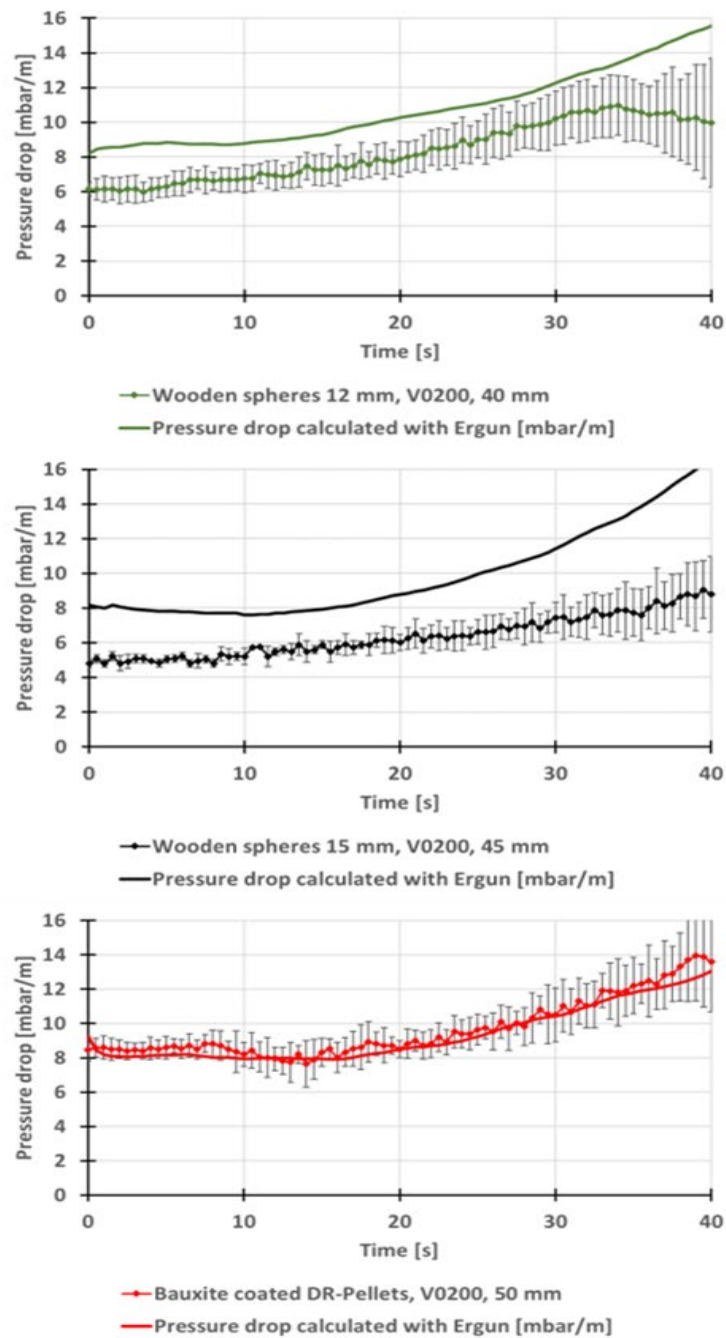 16
14
12
10
8
6
4
2
0
Pressure drop [mbar/m]
0 10 20 30 40
Time [s]
Wooden spheres 12 mm, V0200, 40 mm
Pressure drop calculated with Ergun [mbar/m]
16
14
12
10
8
6
4
2
0
Pressure drop [mbar/m]
0 10 20 30 40
Time [s]
Wooden spheres 15 mm, V0200, 45 mm
Pressure drop calculated with Ergun [mbar/m]
16
14
12
10
8
6
4
2
0
Pressure drop [mbar/m]
0 10 20 30 40
Time [s]
Bauxite coated DR-Pellets, V0200, 50 mm
Pressure drop calculated with Ergun [mbar/m]